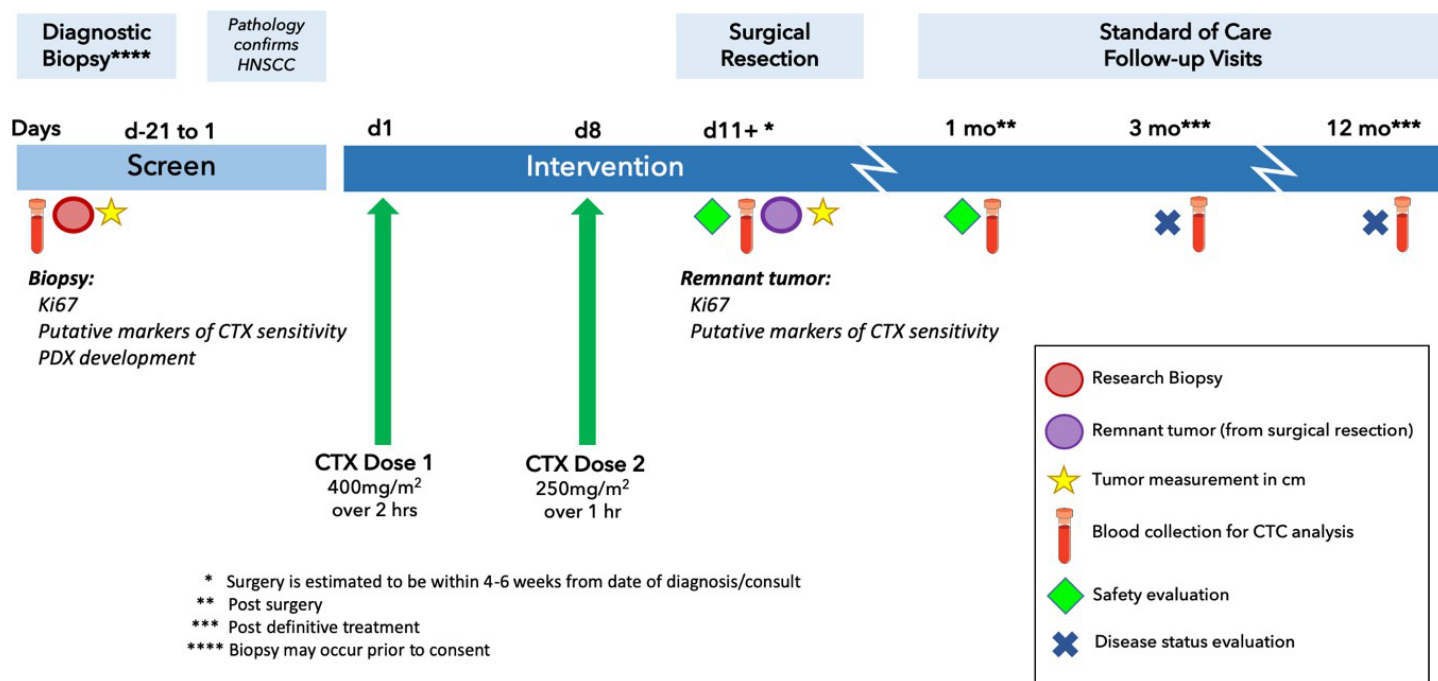 Diagnostic
Biopsy****
Pathology
confirms
HNSCC
Surgical
Resection
Standard of Care
Follow-up Visits
Days
d-21 to 1
d1
d8
d11+ *
1 mo**
3 mo***
12 mo***
Screen
Intervention
Biopsy:
Ki67
Putative markers of CTX sensitivity
PDX development
Remnant tumor:
Ki67
Putative markers of CTX sensitivity
CTX Dose 1
400mg/m²
over 2 hrs
CTX Dose 2
250mg/m²
over 1 hr
Research Biopsy
Remnant tumor (from surgical resection)
Tumor measurement in cm
Blood collection for CTC analysis
Safety evaluation
Disease status evaluation
* Surgery is estimated to be within 4-6 weeks from date of diagnosis/consult
** Post surgery
*** Post definitive treatment
**** Biopsy may occur prior to consent